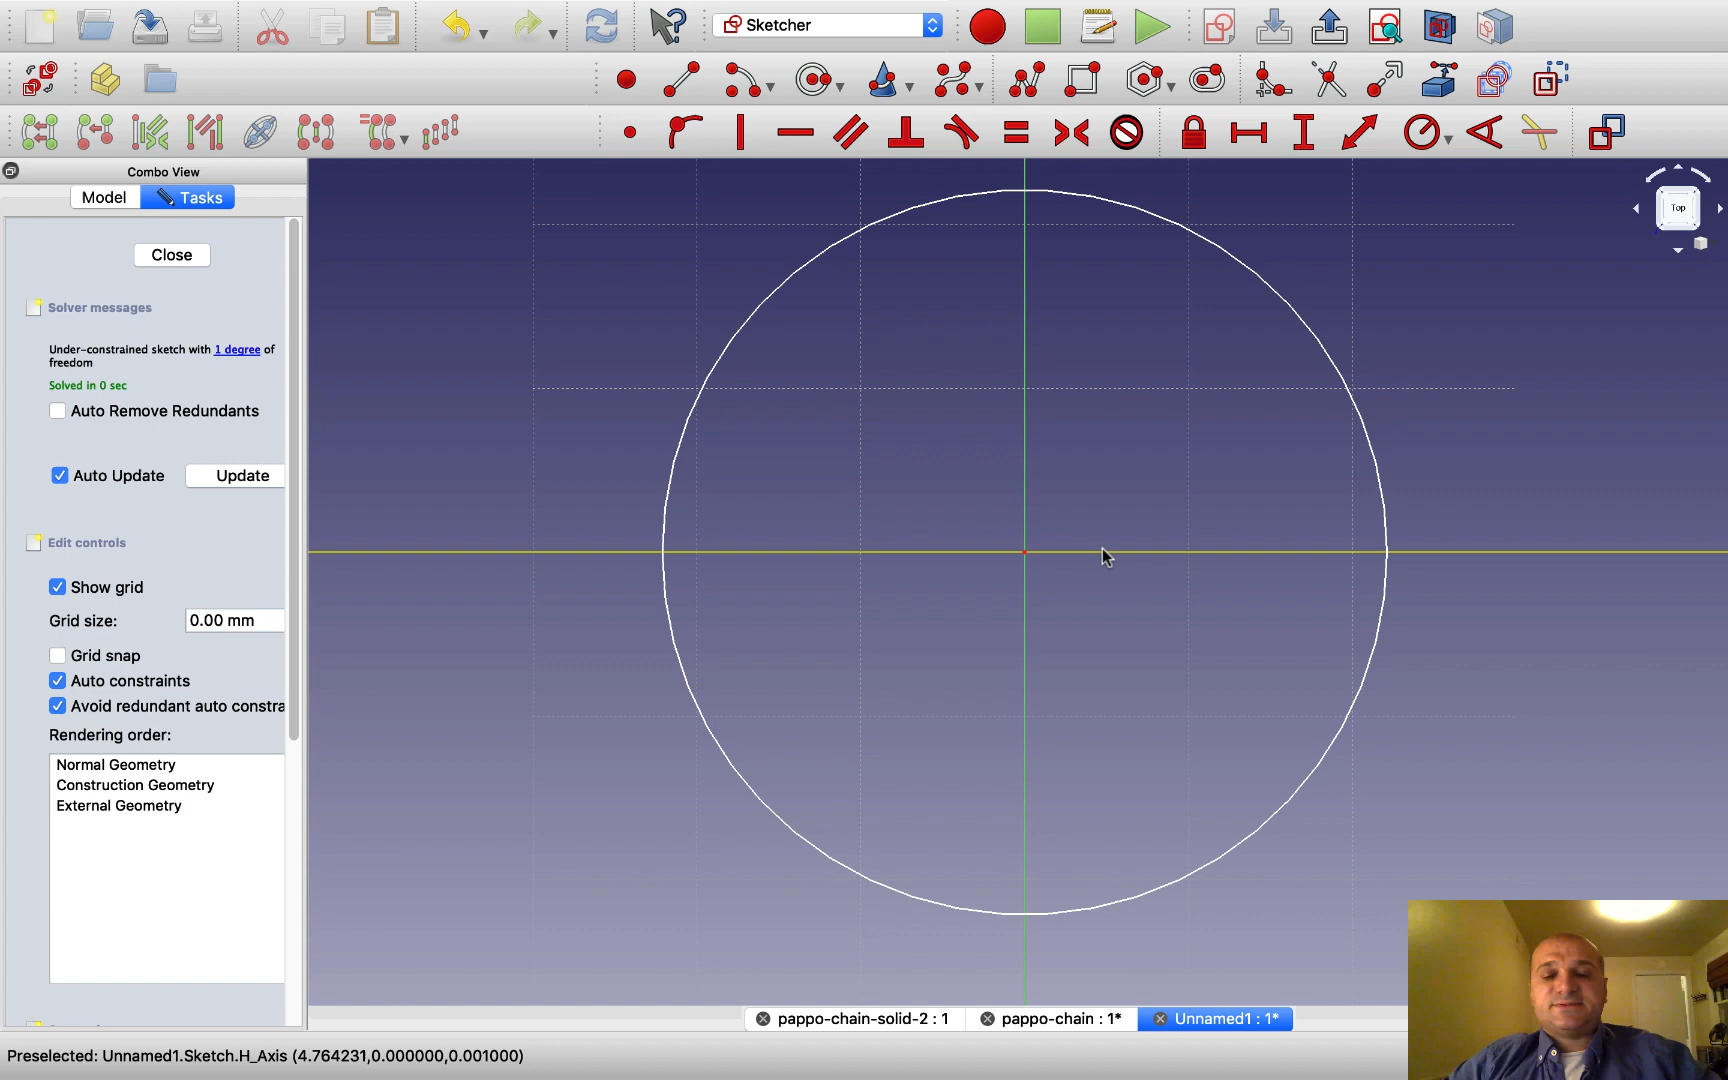 Sketcher
Combo View
Model
Tasks
Close
Solver messages
Under-constrained sketch with 1 degree of
freedom
Solved in 0 sec
Auto Remove Redundants
Auto Update
Update
Edit controls
Show grid
Grid size:
0.00 mm
Grid snap
Auto constraints
Avoid redundant auto constra
Rendering order:
Normal Geometry
Construction Geometry
External Geometry
Top
pappo-chain-solid-2 : 1
pappo-chain : 1*
Unnamed1 : 1*
Preselected: Unnamed1.Sketch.H_Axis (4.764231,0.000000,0.001000)